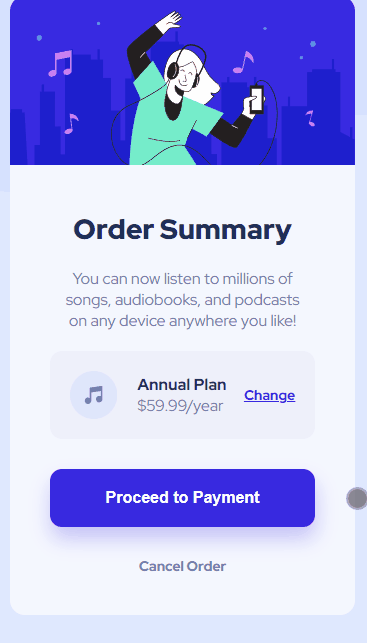 Order Summary
You can now listen to millions of
songs, audiobooks, and podcasts
on any device anywhere you like!
Annual Plan
$59.99/year
Change
Proceed to Payment
Cancel Order